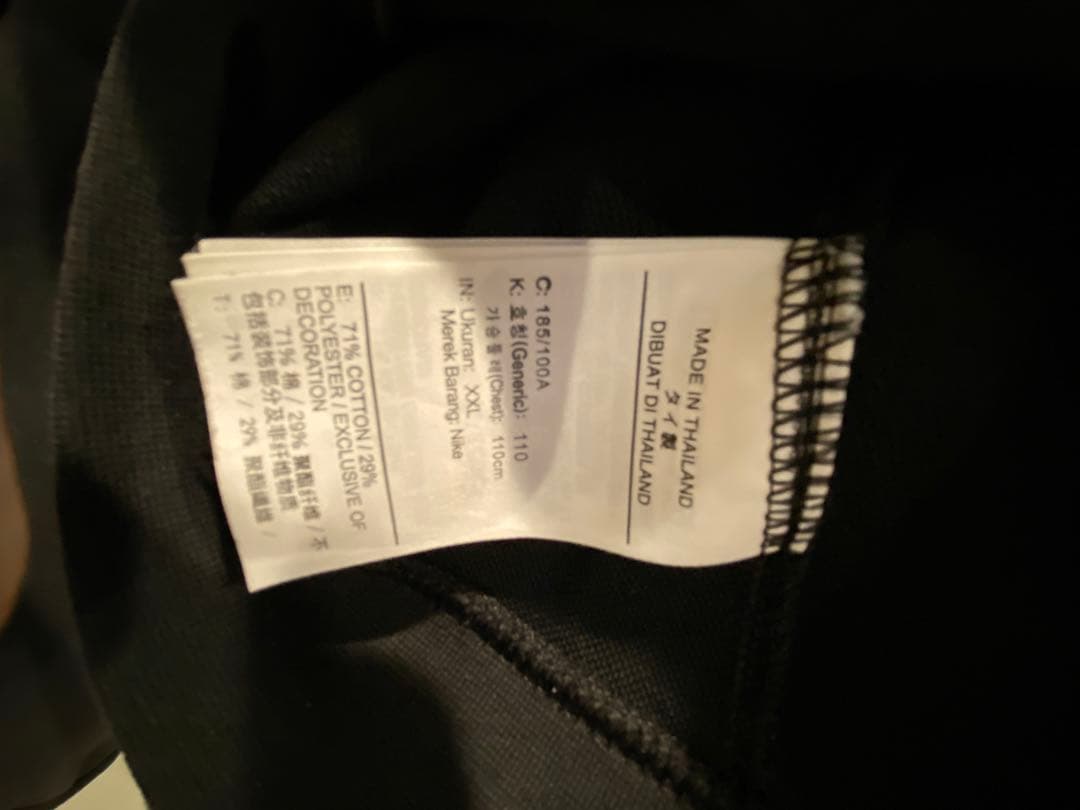 MADE IN THAILAND
タイ製
DIBUAT DI THAILAND
C: 185/100A
K: 호칭(Generic): 110
가슴둘레(Chest): 110cm
IN: Ukuran: XXL
Merek Barang: Nike
E: 71% COTTON / 29%
POLYESTER / EXCLUSIVE OF
DECORATION
C: 71% 棉 / 29% 聚酯纤维 / 不
包括装饰部分及非纤维物质
T: 71% 棉 / 29% 聚酯纖維 /